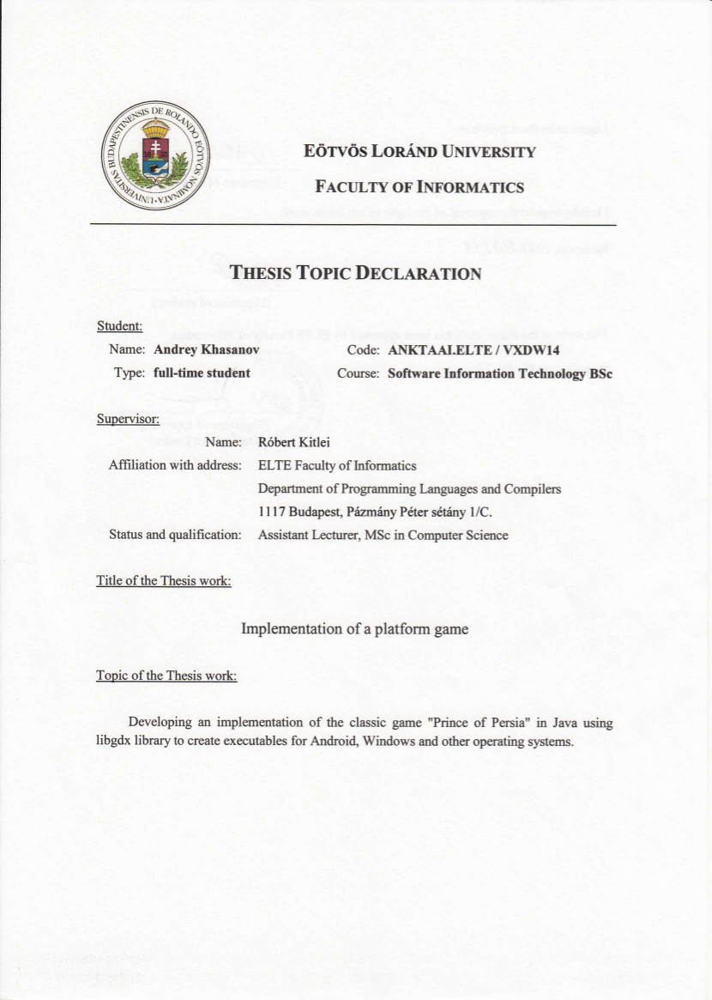 UNIVERSITAS BUDAPESTINENSIS DE ROLANDO EÖTVÖS NOMINATA
EÖTVÖS LORÁND UNIVERSITY
FACULTY OF INFORMATICS
THESIS TOPIC DECLARATION
Student:
Name: Andrey Khasanov Code: ANKTAAI.ELTE / VXDW14
Type: full-time student Course: Software Information Technology BSc
Supervisor:
Name: Róbert Kitlei
Affiliation with address: ELTE Faculty of Informatics
Department of Programming Languages and Compilers
1117 Budapest, Pázmány Péter sétány 1/C.
Status and qualification: Assistant Lecturer, MSc in Computer Science
Title of the Thesis work:
Implementation of a platform game
Topic of the Thesis work:
Developing an implementation of the classic game "Prince of Persia" in Java using
libgdx library to create executables for Android, Windows and other operating systems.